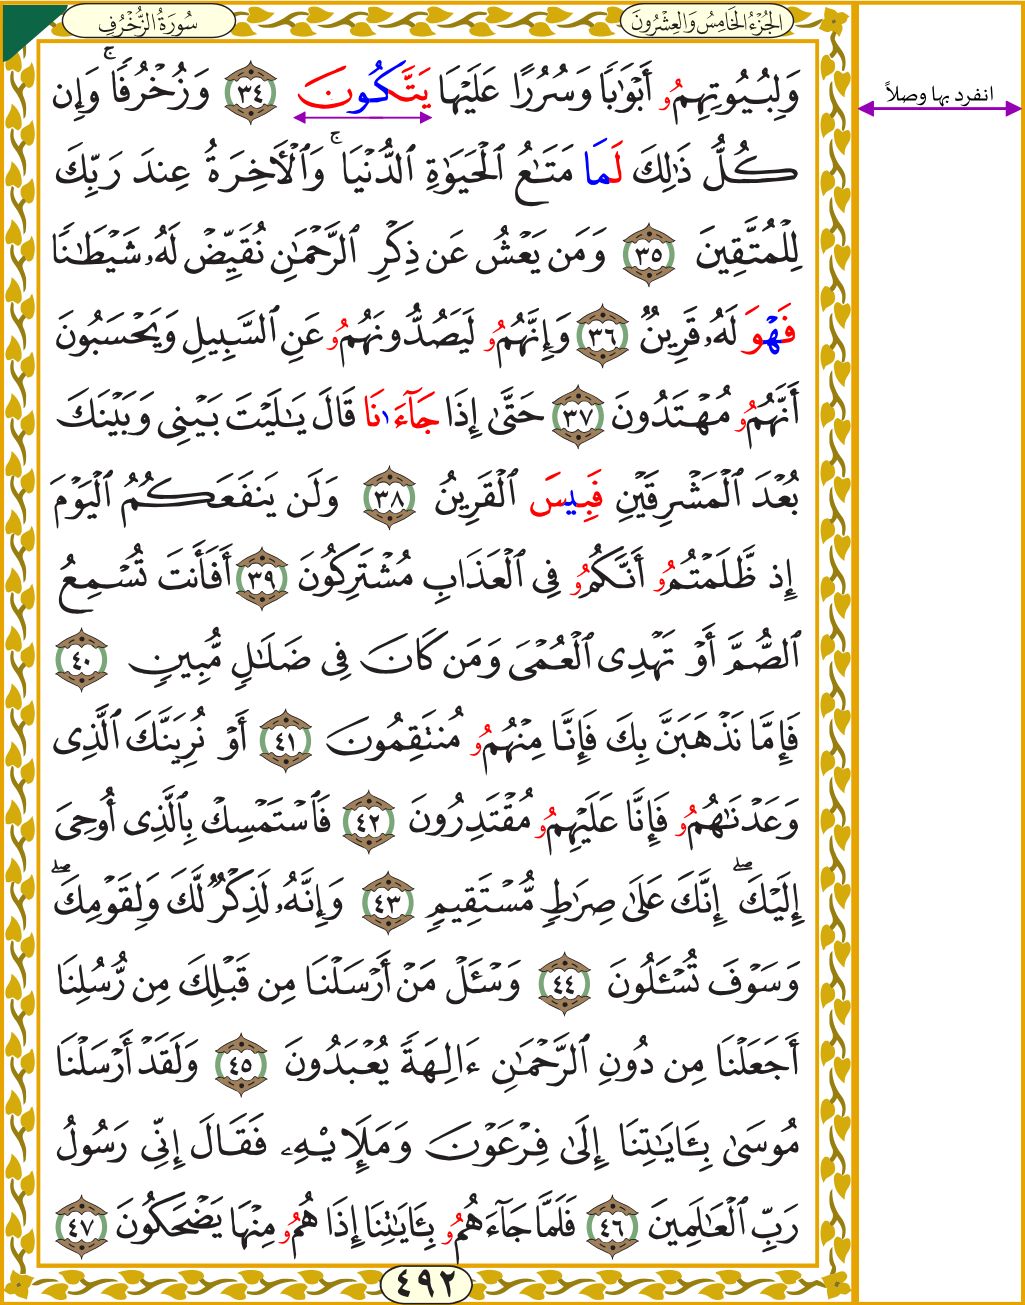 سُورَةُ الزُّخْرُفِ
الجُزْءُ الخَامِسُ وَالعِشْرُونَ
وَلِبُيُوتِهِمُۥ أَبْوَٰبًا وَسُرُرًا عَلَيْهَا يَتَّكُونَ ٣٤ وَزُخْرُفًاۚ وَإِن
كُلُّ ذَٰلِكَ لَمَا مَتَٰعُ ٱلْحَيَوٰةِ ٱلدُّنْيَاۚ وَٱلْأَخِرَةُ عِندَ رَبِّكَ
لِلْمُتَّقِينَ ٣٥ وَمَن يَعْشُ عَن ذِكْرِ ٱلرَّحْمَٰنِ نُقَيِّضْ لَهُۥ شَيْطَٰنًا
فَهْوَ لَهُۥ قَرِينٌ ٣٦ وَإِنَّهُمُۥ لَيَصُدُّونَهُمُۥ عَنِ ٱلسَّبِيلِ وَيَحْسَبُونَ
أَنَّهُمُۥ مُهْتَدُونَ ٣٧ حَتَّىٰ إِذَا جَآءَٰنَا قَالَ يَٰلَيْتَ بَيْنِى وَبَيْنَكَ
بُعْدَ ٱلْمَشْرِقَيْنِ فَبِيسَ ٱلْقَرِينُ ٣٨ وَلَن يَنفَعَكُمُ ٱلْيَوْمَ
إِذ ظَّلَمْتُمُۥ أَنَّكُمُۥ فِى ٱلْعَذَابِ مُشْتَرِكُونَ ٣٩ أَفَأَنتَ تُسْمِعُ
ٱلصُّمَّ أَوْ تَهْدِى ٱلْعُمْىَ وَمَن كَانَ فِى ضَلَٰلٍ مُّبِينٍ ٤٠
فَإِمَّا نَذْهَبَنَّ بِكَ فَإِنَّا مِنْهُمُۥ مُنتَقِمُونَ ٤١ أَوْ نُرِيَنَّكَ ٱلَّذِى
وَعَدْنَٰهُمُۥ فَإِنَّا عَلَيْهِمُۥ مُقْتَدِرُونَ ٤٢ فَٱسْتَمْسِكْ بِٱلَّذِى أُوحِىَ
إِلَيْكَۖ إِنَّكَ عَلَىٰ صِرَٰطٍ مُّسْتَقِيمٍ ٤٣ وَإِنَّهُۥ لَذِكْرٌ لَّكَ وَلِقَوْمِكَۖ
وَسَوْفَ تُسْـَٔلُونَ ٤٤ وَسْـَٔلْ مَنْ أَرْسَلْنَا مِن قَبْلِكَ مِن رُّسُلِنَا
أَجَعَلْنَا مِن دُونِ ٱلرَّحْمَٰنِ ءَالِهَةً يُعْبَدُونَ ٤٥ وَلَقَدْ أَرْسَلْنَا
مُوسَىٰ بِـَٔايَٰتِنَا إِلَىٰ فِرْعَوْنَ وَمَلَإِيْهِۦ فَقَالَ إِنِّى رَسُولُ
رَبِّ ٱلْعَٰلَمِينَ ٤٦ فَلَمَّا جَآءَهُمُۥ بِـَٔايَٰتِنَا إِذَا هُمُۥ مِنْهَا يَضْحَكُونَ ٤٧
٤٩٢
انفرد بها وصلاً